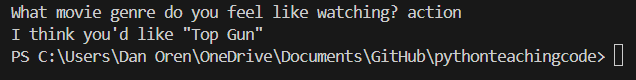 What movie genre do you feel like watching? action
I think you'd like "Top Gun"
PS C:\Users\Dan Oren\OneDrive\Documents\GitHub\pythonteachingcode>